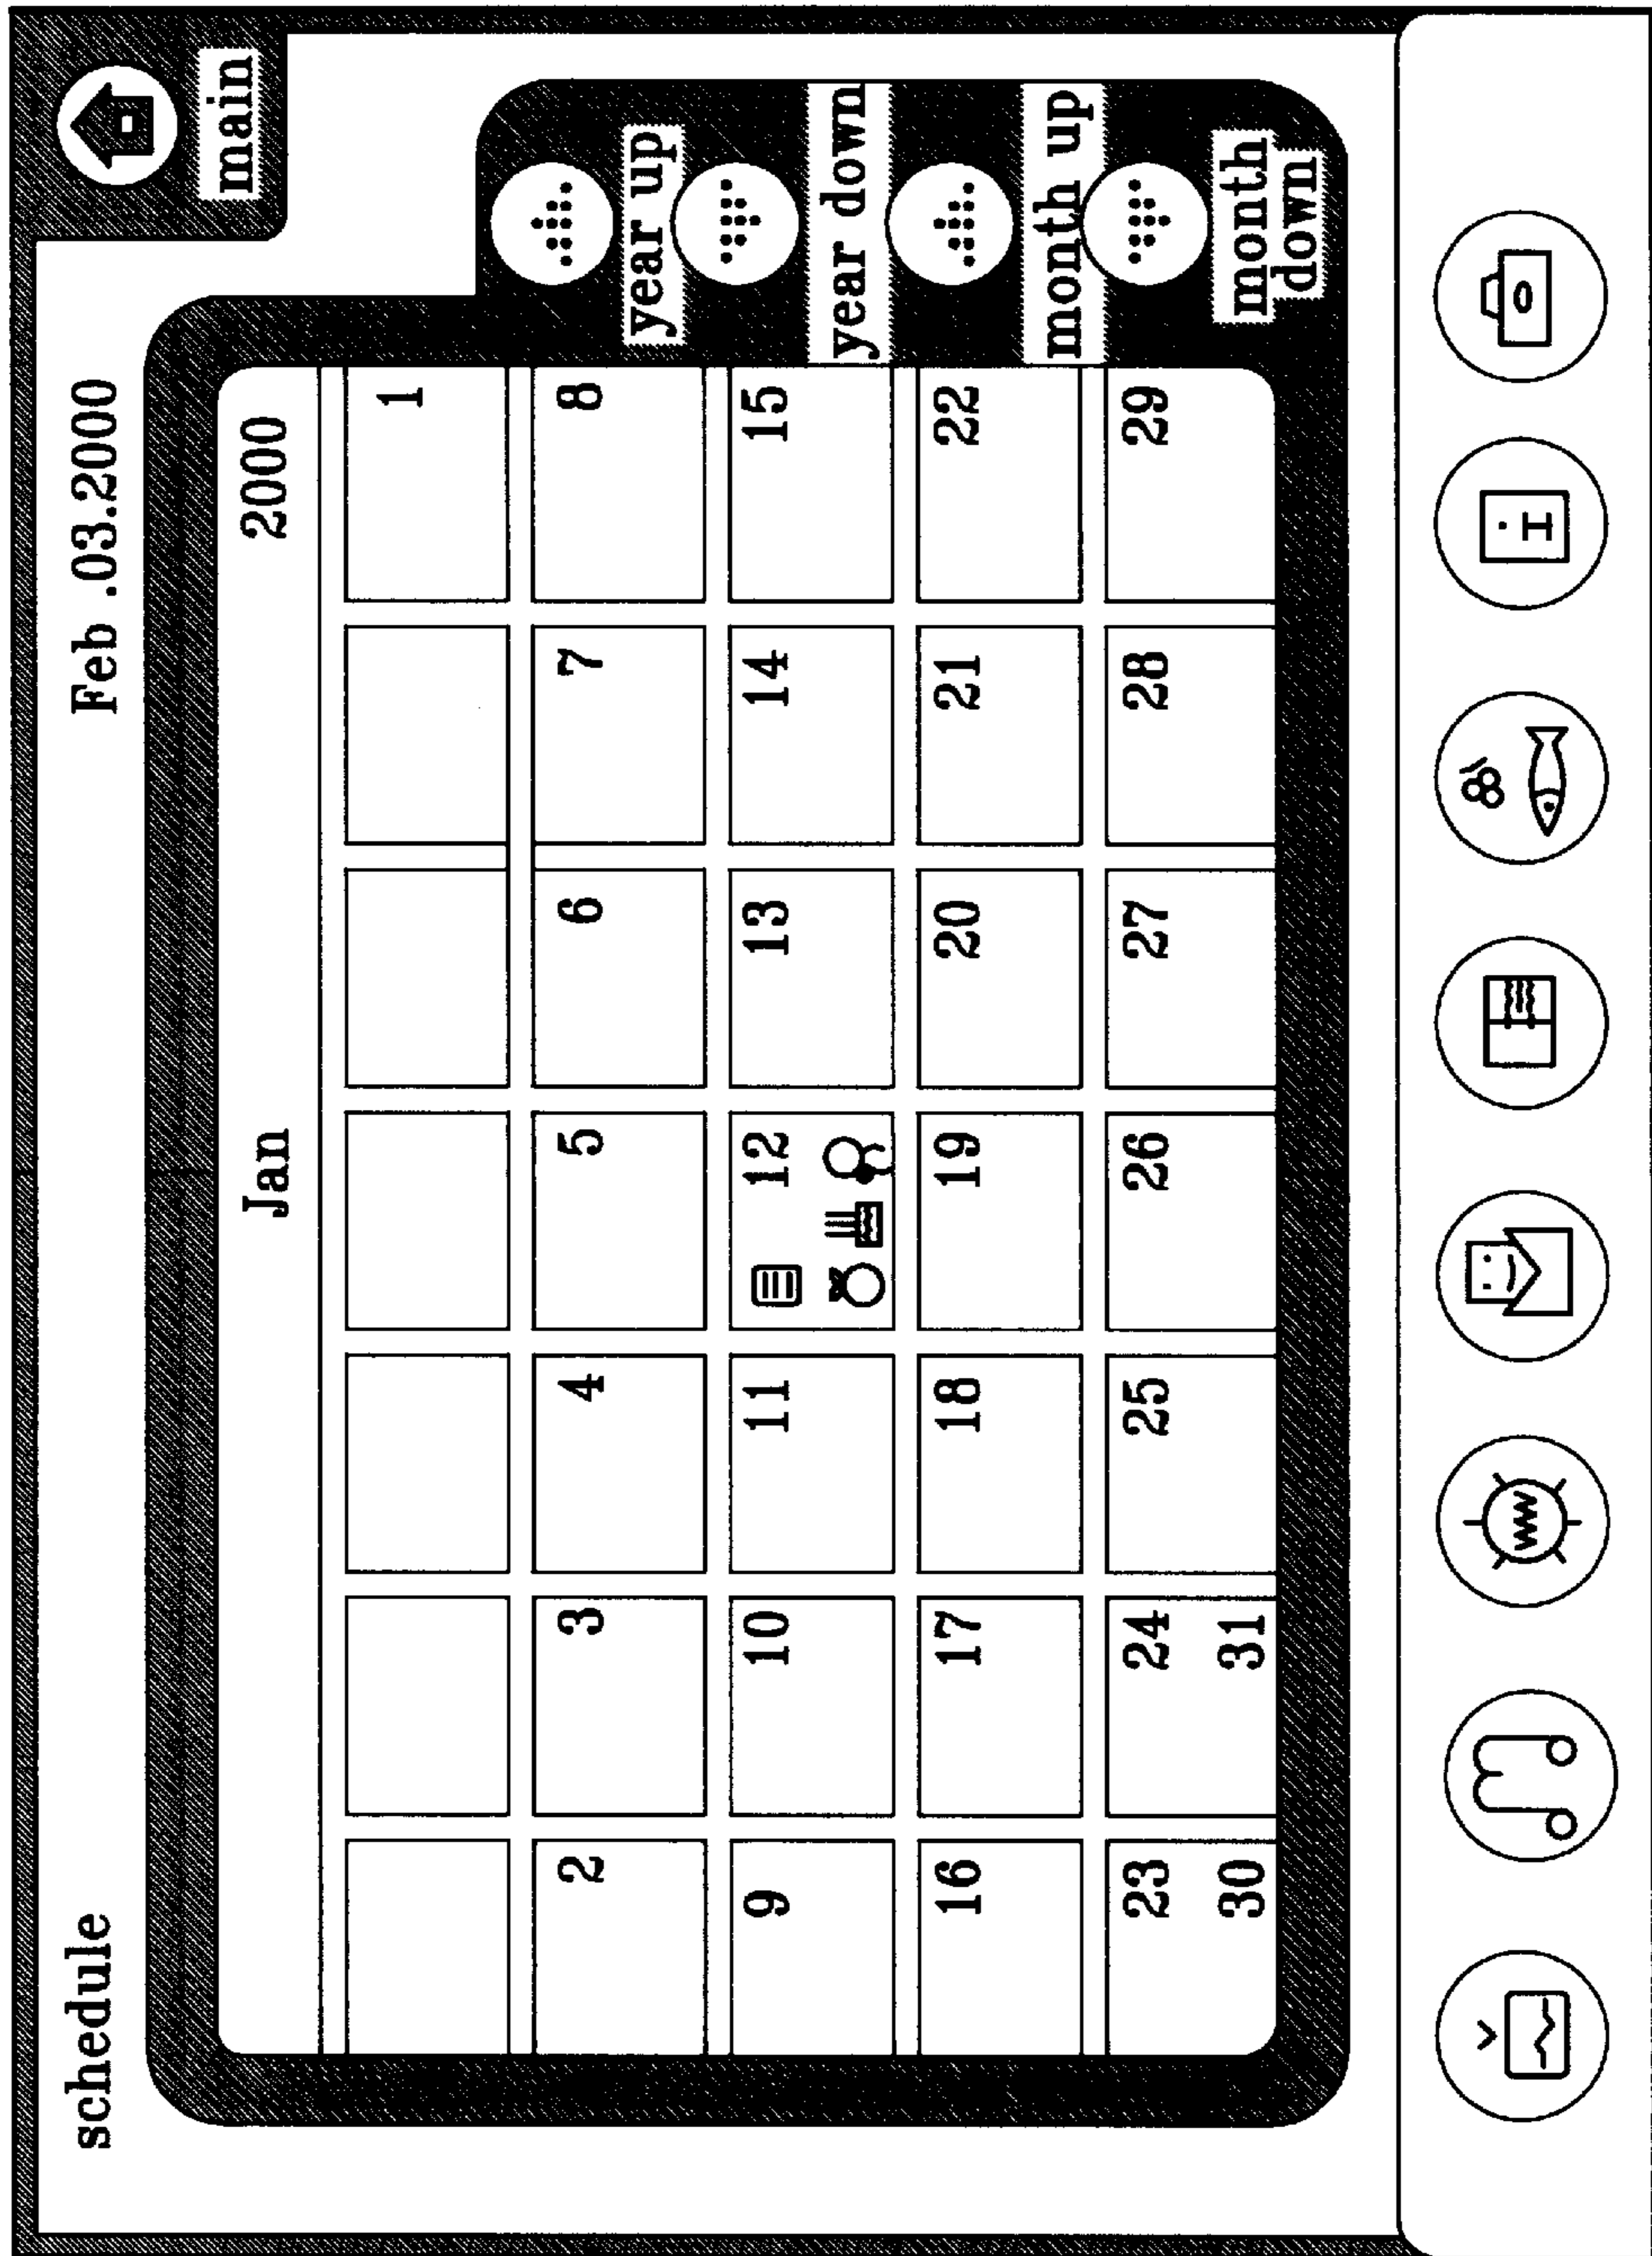 schedule Feb .03.2000
main
Jan 2000
1
2 3 4 5 6 7 8
9 10 11 12 13 14 15
16 17 18 19 20 21 22
23 24 25 26 27 28 29
30 31
year up
year down
month up
month
down